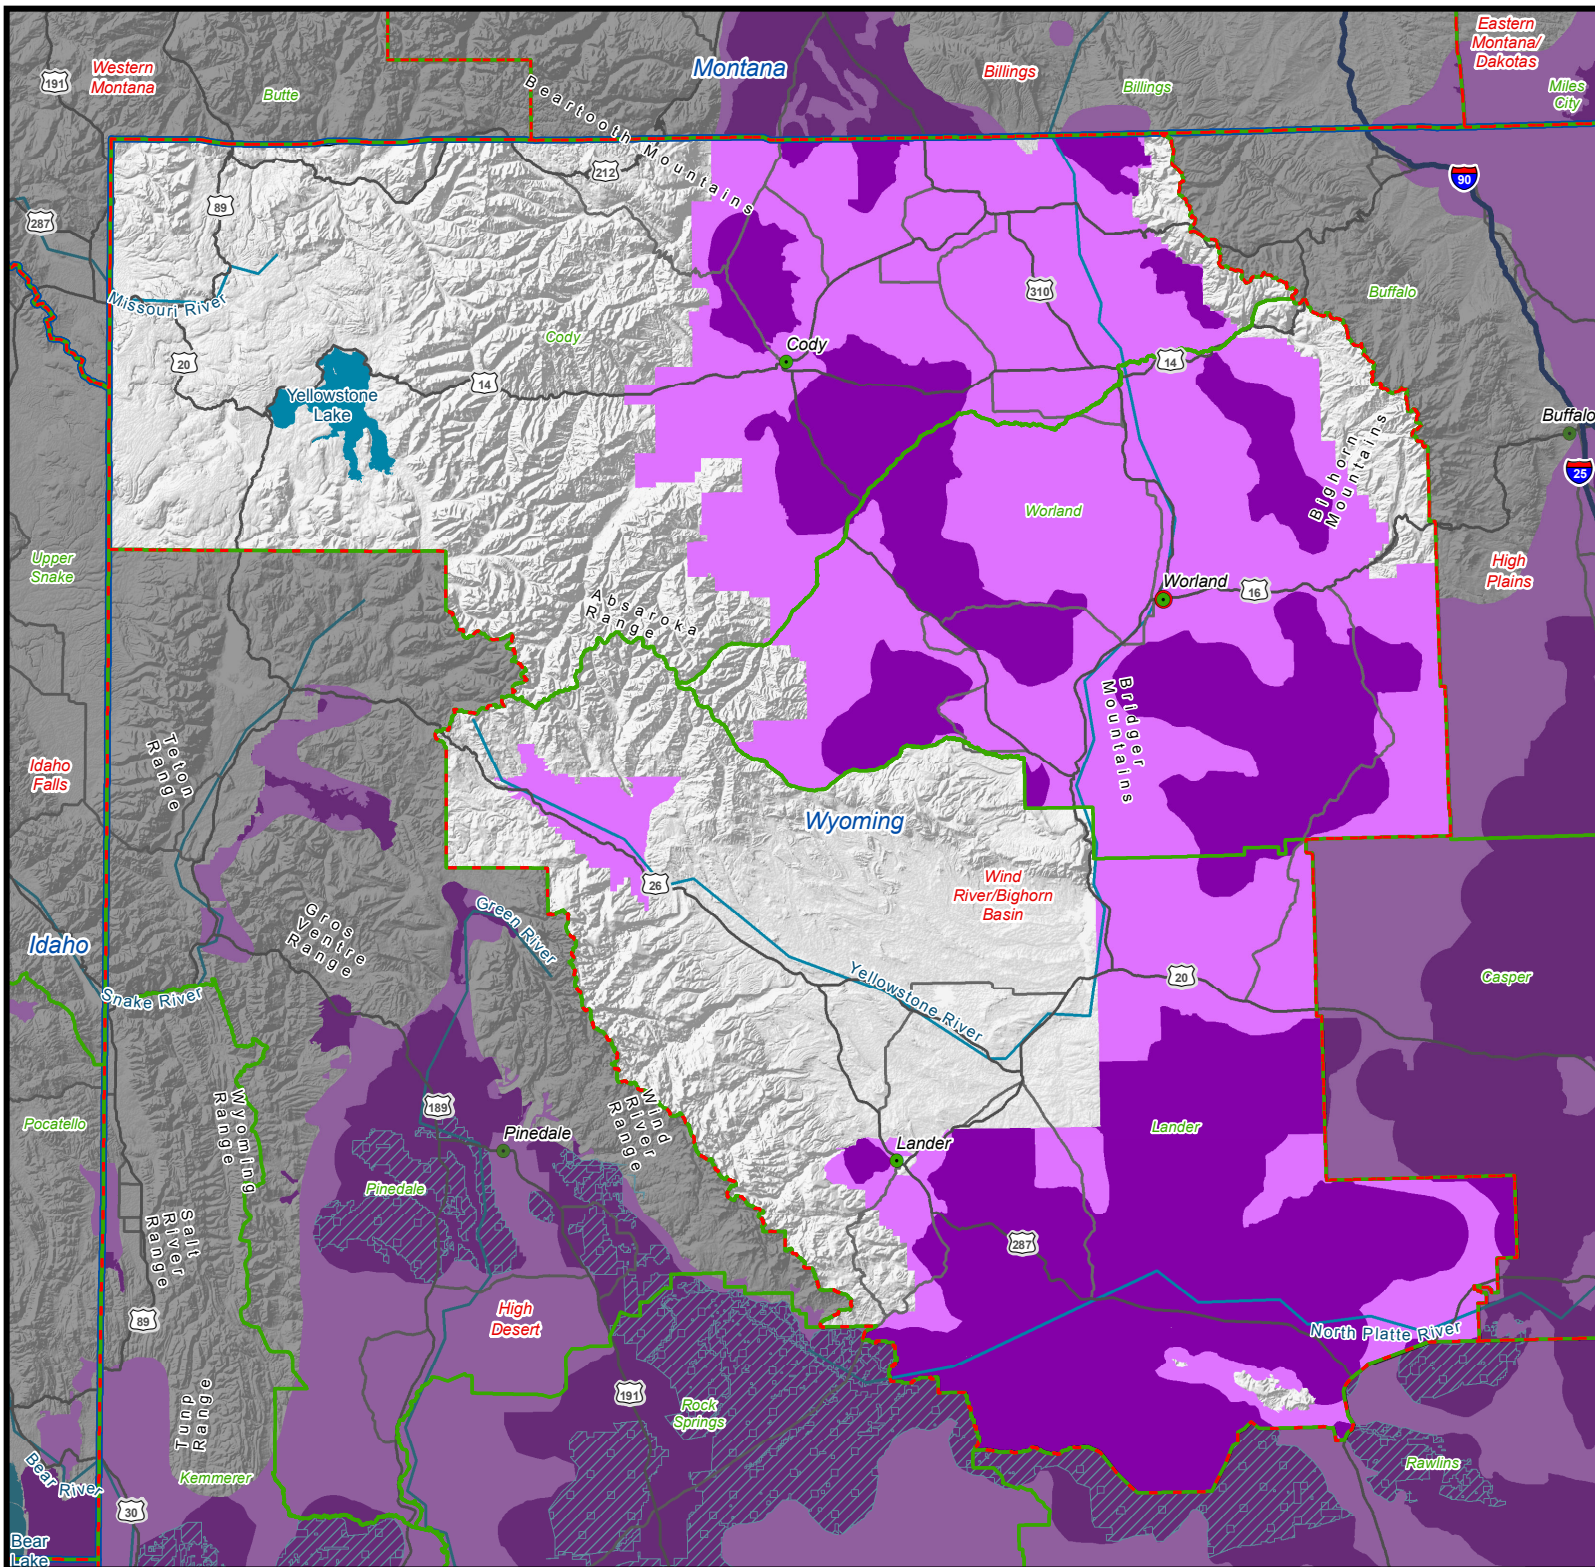 Western
Montana
Butte
Montana
Billings
Billings
Eastern
Montana/
Dakotas
Miles
City
191
Beartooth Mountains
212
90
89
287
Missouri River
310
Buffalo
Cody
20
Cody
14
14
Yellowstone
Lake
Buffalo
25
Bighorn
Mountains
Worland
Upper
Snake
High
Plains
Worland
16
Absaroka
Range
Bridger
Mountains
Teton
Range
Idaho
Falls
Wyoming
26
Wind
River/Bighorn
Basin
Green River
Gros
Ventre
Range
Idaho
Yellowstone River
20
Casper
Snake River
189
Wyoming
Range
Wind
River
Range
Pocatello
Pinedale
Lander
Lander
Pinedale
Salt
River
Range
287
89
High
Desert
North Platte River
191
Rock
Springs
Tunp
Range
Bear River
Kemmerer
Rawlins
30
Bear
Lake